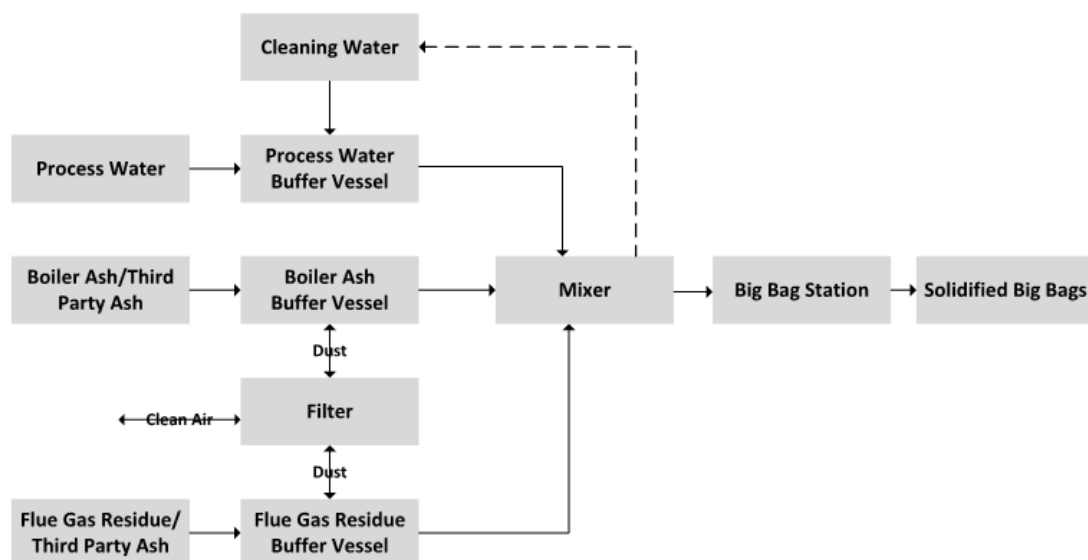 Cleaning Water
Process Water
Process Water
Buffer Vessel
Boiler Ash/Third
Party Ash
Boiler Ash
Buffer Vessel
Mixer
Big Bag Station
Solidified Big Bags
Dust
Clean Air
Filter
Dust
Flue Gas Residue/
Third Party Ash
Flue Gas Residue
Buffer Vessel